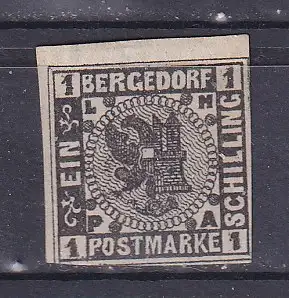 1 BERGEDORF 1
L H
EIN
SCHILLING
P A
1 POSTMARKE 1